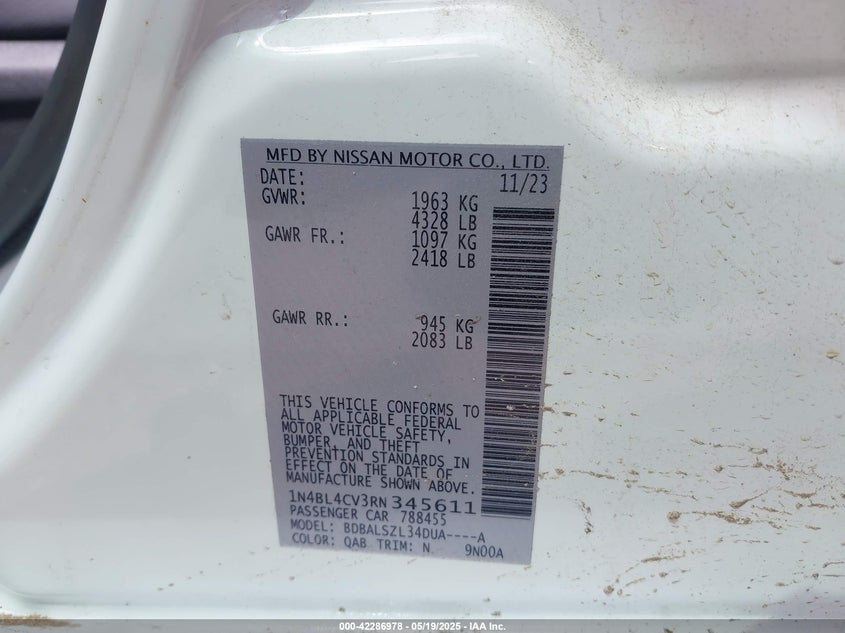 MFD BY NISSAN MOTOR CO., LTD.
DATE: 11/23
GVWR: 1963 KG
4328 LB
GAWR FR.: 1097 KG
2418 LB
GAWR RR.: 945 KG
2083 LB
THIS VEHICLE CONFORMS TO
ALL APPLICABLE FEDERAL
MOTOR VEHICLE SAFETY,
BUMPER, AND THEFT
PREVENTION STANDARDS IN
EFFECT ON THE DATE OF
MANUFACTURE SHOWN ABOVE.
1N4BL4CV3RN345611
PASSENGER CAR 788455
MODEL: BDBALSZL34DUA----A
COLOR: QAB TRIM: N 9N00A
000-42286978 - 05/19/2025 - IAA Inc.